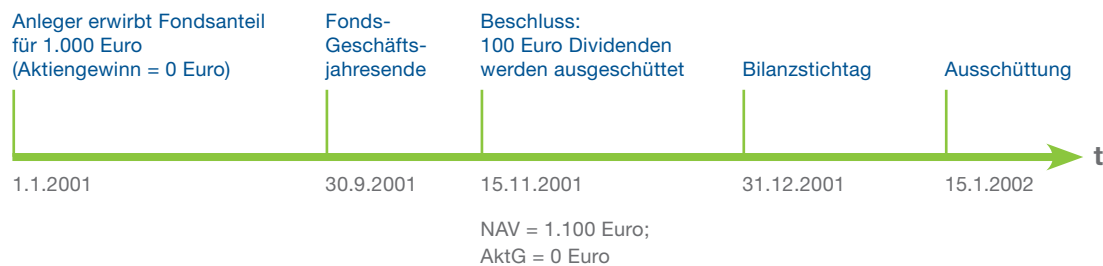 Anleger erwirbt Fondsanteil
für 1.000 Euro
(Aktiengewinn = 0 Euro)
Fonds-
Geschäfts-
jahresende
Beschluss:
100 Euro Dividenden
werden ausgeschüttet
Bilanzstichtag
Ausschüttung
t
1.1.2001
30.9.2001
15.11.2001
31.12.2001
15.1.2002
NAV = 1.100 Euro;
AktG = 0 Euro